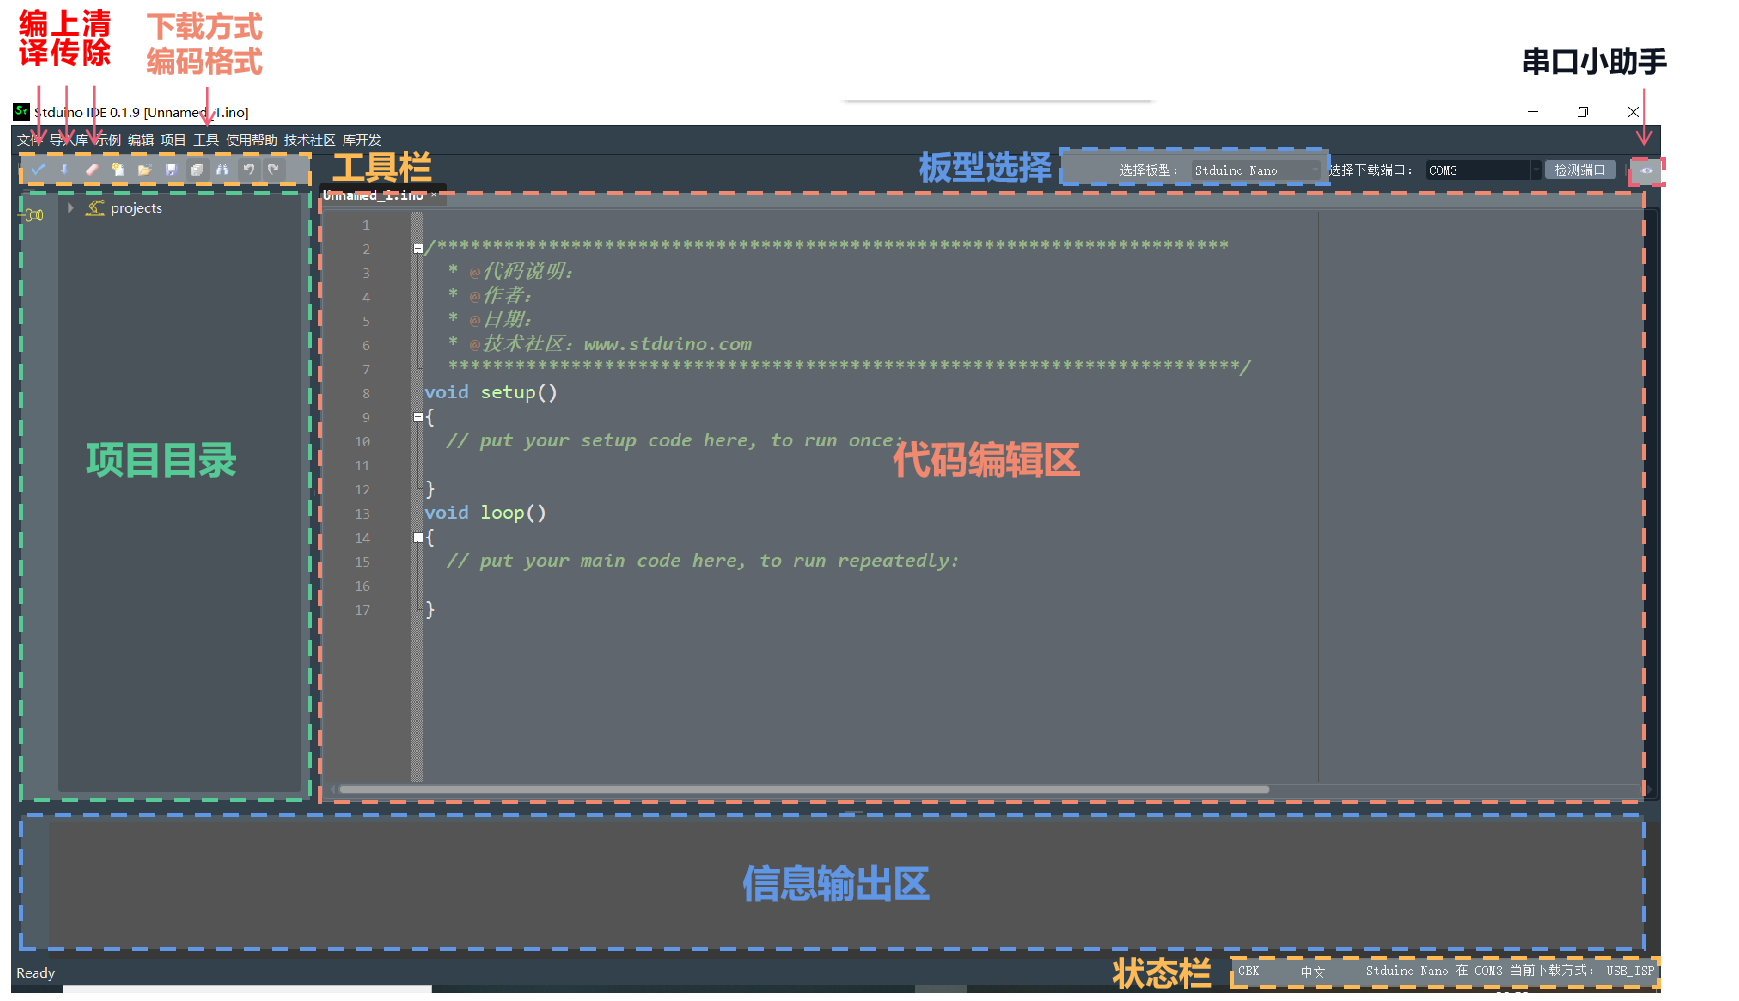 编上清
译传除
下载方式
编码格式
串口小助手
Stduino IDE 0.1.9 [Unnamed_1.ino]
文件 导入库 示例 编辑 项目 工具 使用帮助 技术社区 库开发
工具栏
板型选择
选择板型： Stduino Nano
选择下载端口： COM3 检测端口
projects
Unnamed_1.ino ×
1
2 /***********************************************************************
3 * @代码说明：
4 * @作者：
5 * @日期：
6 * @技术社区：www.stduino.com
7 ***********************************************************************/
8 void setup()
9 {
10 // put your setup code here, to run once:
11
12 }
13 void loop()
14 {
15 // put your main code here, to run repeatedly:
16
17 }
项目目录
代码编辑区
信息输出区
Ready
状态栏
GBK 中文 Stduino Nano 在 COM3 当前下载方式： USB_ISP